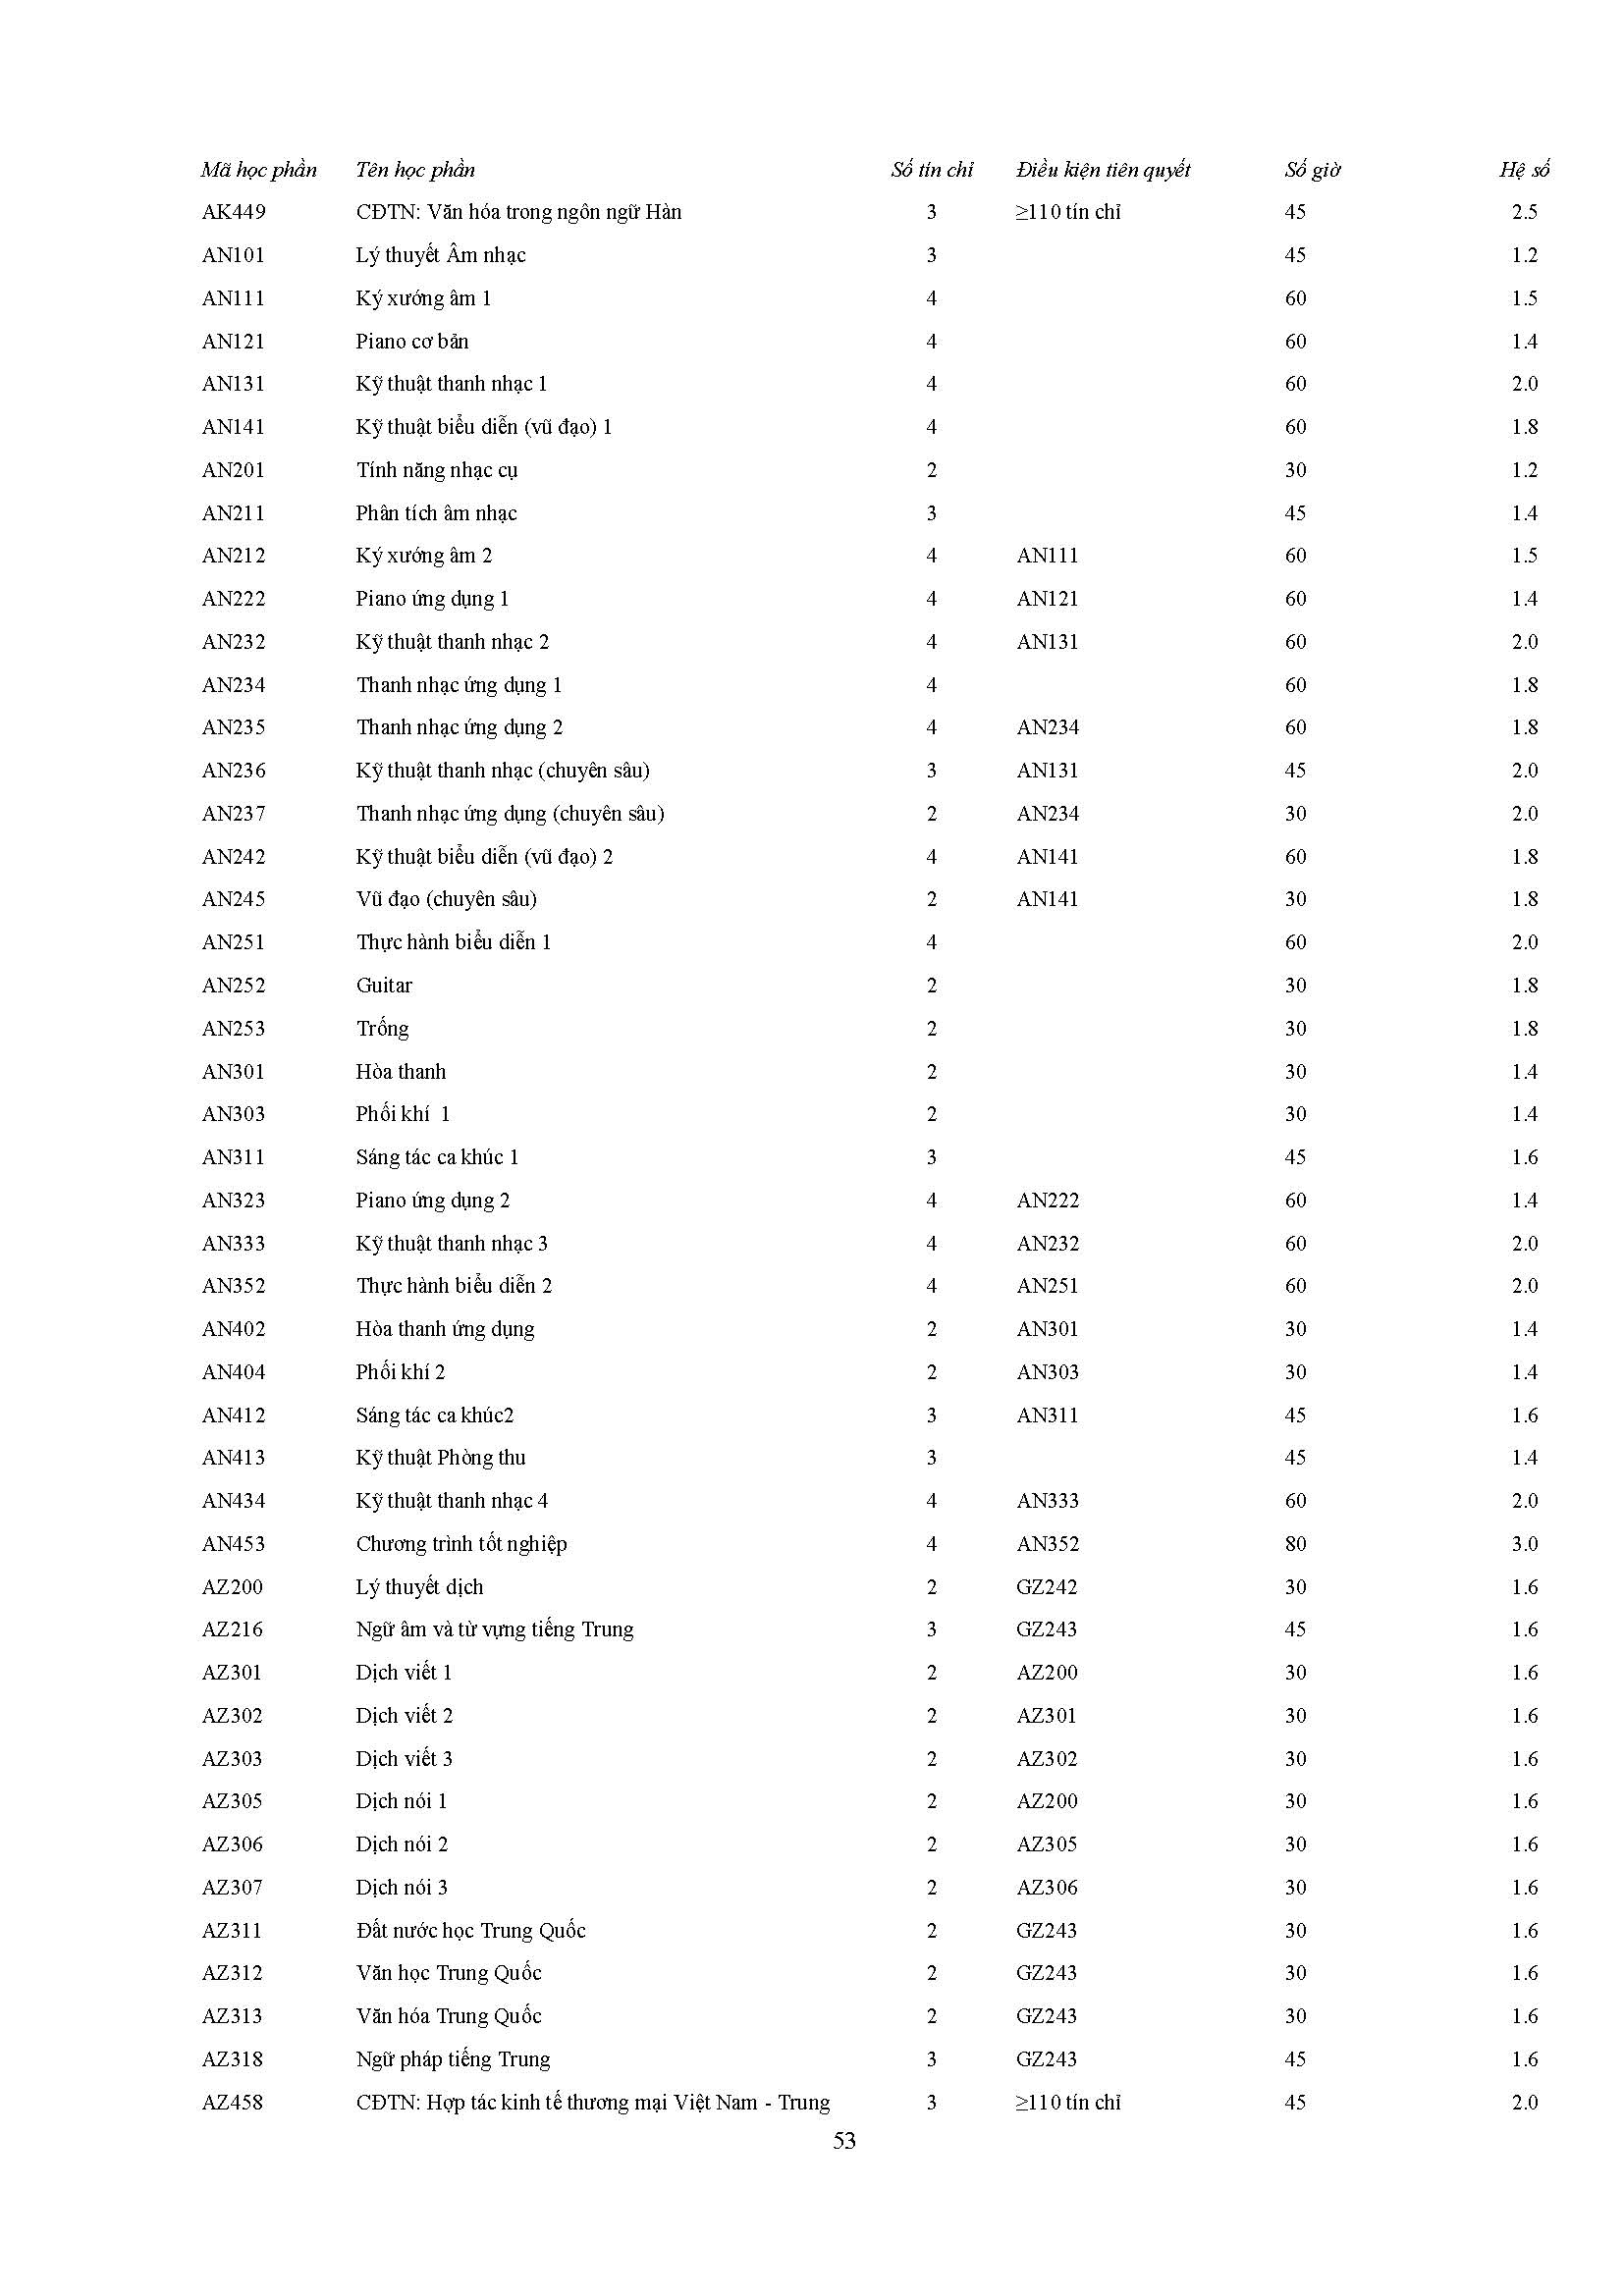 Mã học phần Tên học phần Số tín chỉ Điều kiện tiên quyết Số giờ Hệ số
AK449 CĐTN: Văn hóa trong ngôn ngữ Hàn 3 ≥110 tín chỉ 45 2.5
AN101 Lý thuyết Âm nhạc 3 45 1.2
AN111 Ký xướng âm 1 4 60 1.5
AN121 Piano cơ bản 4 60 1.4
AN131 Kỹ thuật thanh nhạc 1 4 60 2.0
AN141 Kỹ thuật biểu diễn (vũ đạo) 1 4 60 1.8
AN201 Tính năng nhạc cụ 2 30 1.2
AN211 Phân tích âm nhạc 3 45 1.4
AN212 Ký xướng âm 2 4 AN111 60 1.5
AN222 Piano ứng dụng 1 4 AN121 60 1.4
AN232 Kỹ thuật thanh nhạc 2 4 AN131 60 2.0
AN234 Thanh nhạc ứng dụng 1 4 60 1.8
AN235 Thanh nhạc ứng dụng 2 4 AN234 60 1.8
AN236 Kỹ thuật thanh nhạc (chuyên sâu) 3 AN131 45 2.0
AN237 Thanh nhạc ứng dụng (chuyên sâu) 2 AN234 30 2.0
AN242 Kỹ thuật biểu diễn (vũ đạo) 2 4 AN141 60 1.8
AN245 Vũ đạo (chuyên sâu) 2 AN141 30 1.8
AN251 Thực hành biểu diễn 1 4 60 2.0
AN252 Guitar 2 30 1.8
AN253 Trống 2 30 1.8
AN301 Hòa thanh 2 30 1.4
AN303 Phối khí 1 2 30 1.4
AN311 Sáng tác ca khúc 1 3 45 1.6
AN323 Piano ứng dụng 2 4 AN222 60 1.4
AN333 Kỹ thuật thanh nhạc 3 4 AN232 60 2.0
AN352 Thực hành biểu diễn 2 4 AN251 60 2.0
AN402 Hòa thanh ứng dụng 2 AN301 30 1.4
AN404 Phối khí 2 2 AN303 30 1.4
AN412 Sáng tác ca khúc2 3 AN311 45 1.6
AN413 Kỹ thuật Phòng thu 3 45 1.4
AN434 Kỹ thuật thanh nhạc 4 4 AN333 60 2.0
AN453 Chương trình tốt nghiệp 4 AN352 80 3.0
AZ200 Lý thuyết dịch 2 GZ242 30 1.6
AZ216 Ngữ âm và từ vựng tiếng Trung 3 GZ243 45 1.6
AZ301 Dịch viết 1 2 AZ200 30 1.6
AZ302 Dịch viết 2 2 AZ301 30 1.6
AZ303 Dịch viết 3 2 AZ302 30 1.6
AZ305 Dịch nói 1 2 AZ200 30 1.6
AZ306 Dịch nói 2 2 AZ305 30 1.6
AZ307 Dịch nói 3 2 AZ306 30 1.6
AZ311 Đất nước học Trung Quốc 2 GZ243 30 1.6
AZ312 Văn học Trung Quốc 2 GZ243 30 1.6
AZ313 Văn hóa Trung Quốc 2 GZ243 30 1.6
AZ318 Ngữ pháp tiếng Trung 3 GZ243 45 1.6
AZ458 CĐTN: Hợp tác kinh tế thương mại Việt Nam - Trung 3 ≥110 tín chỉ 45 2.0
53